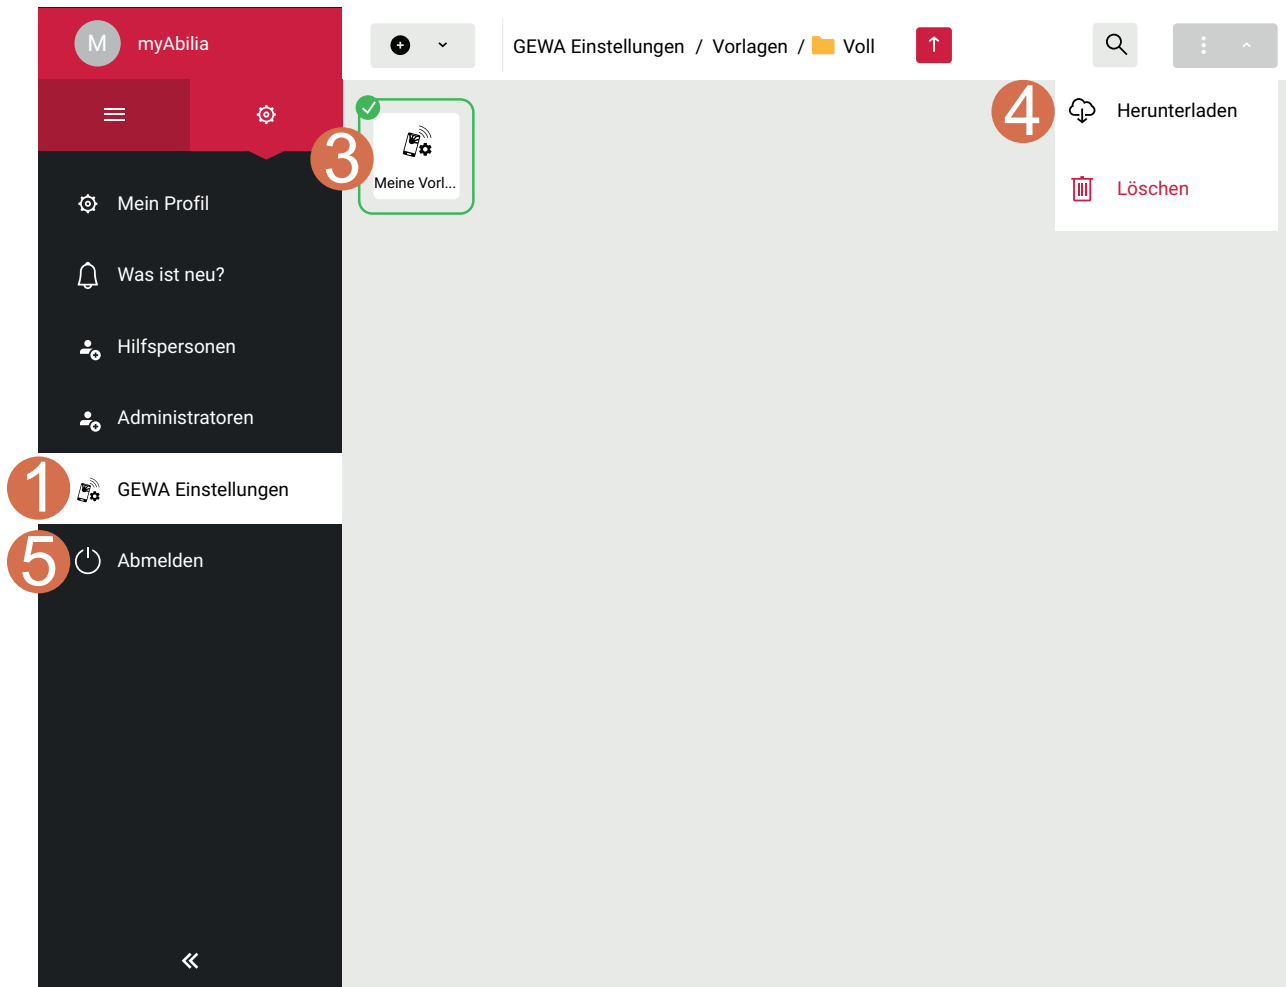 M myAbilia
GEWA Einstellungen / Vorlagen / Voll
4 Herunterladen
3
Meine Vorl...
Löschen
Mein Profil
Was ist neu?
Hilfspersonen
Administratoren
1 GEWA Einstellungen
5 Abmelden